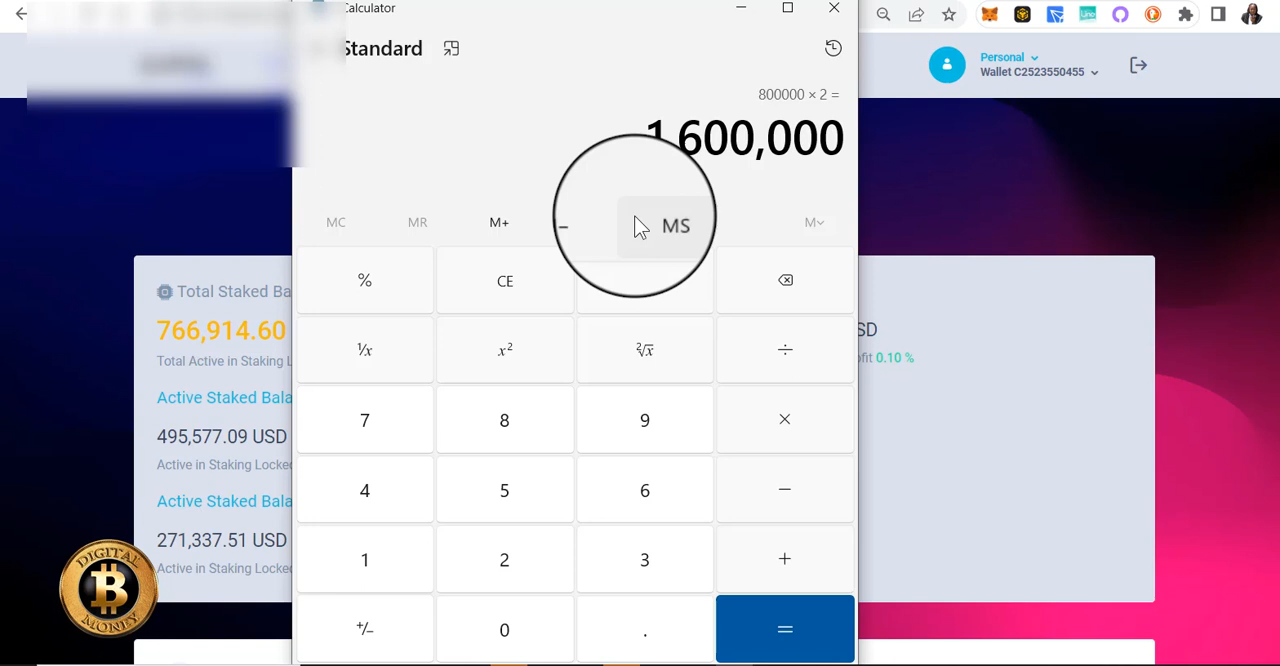 Calculator
Standard
Personal
Wallet C2523550455
800000 × 2 =
1,600,000
MC MR M+ MS M
% CE
⅟x x² ²√x ÷
7 8 9 ×
4 5 6 −
1 2 3 +
+/− 0 . =
Total Staked Ba
766,914.60
Total Active in Staking L
Active Staked Bala
495,577.09 USD
Active in Staking Locked
Active Staked Bala
271,337.51 USD
Active in Staking Locked
SD
ofit 0.10 %
DIGITAL
B
MONEY